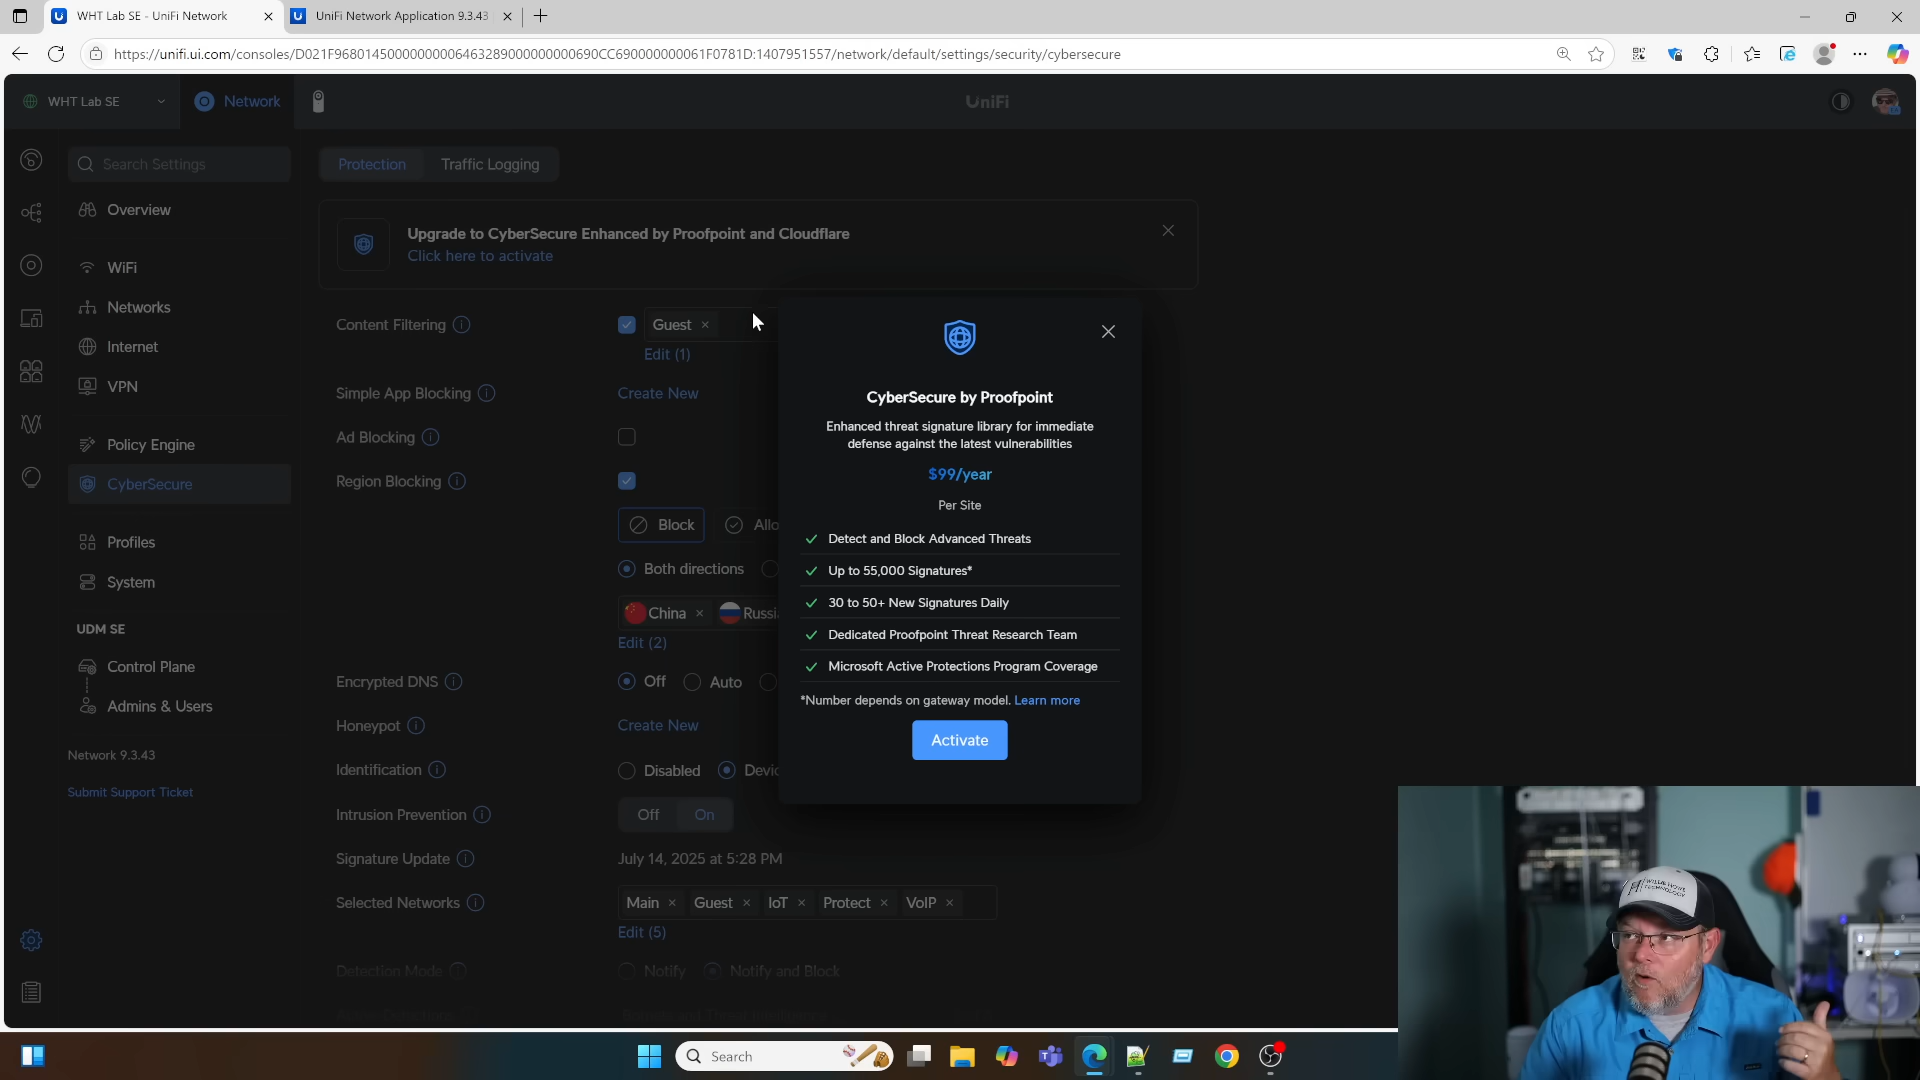 WHT Lab SE - UniFi Network
UniFi Network Application 9.3.43
https://unifi.ui.com/consoles/D021F96801450000000006463289000000000690CC690000000061F0781D:1407951557/network/default/settings/security/cybersecure
WHT Lab SE
Network
UniFi
Search Settings
Protection
Traffic Logging
Overview
Upgrade to CyberSecure Enhanced by Proofpoint and Cloudflare
Click here to activate
WiFi
Networks
Internet
VPN
Policy Engine
CyberSecure
Profiles
System
UDM SE
Control Plane
Admins & Users
Network 9.3.43
Submit Support Ticket
Content Filtering
Guest
Edit (1)
Simple App Blocking
Create New
Ad Blocking
Region Blocking
Block
Allo
Both directions
China
Russi
Edit (2)
Encrypted DNS
Off
Auto
Honeypot
Create New
Identification
Disabled
Devic
Intrusion Prevention
Off
On
Signature Update
July 14, 2025 at 5:28 PM
Selected Networks
Main
Guest
IoT
Protect
VoIP
Edit (5)
Detection Mode
Notify
Notify and Block
CyberSecure by Proofpoint
Enhanced threat signature library for immediate
defense against the latest vulnerabilities
$99/year
Per Site
Detect and Block Advanced Threats
Up to 55,000 Signatures*
30 to 50+ New Signatures Daily
Dedicated Proofpoint Threat Research Team
Microsoft Active Protections Program Coverage
*Number depends on gateway model. Learn more
Activate
Search